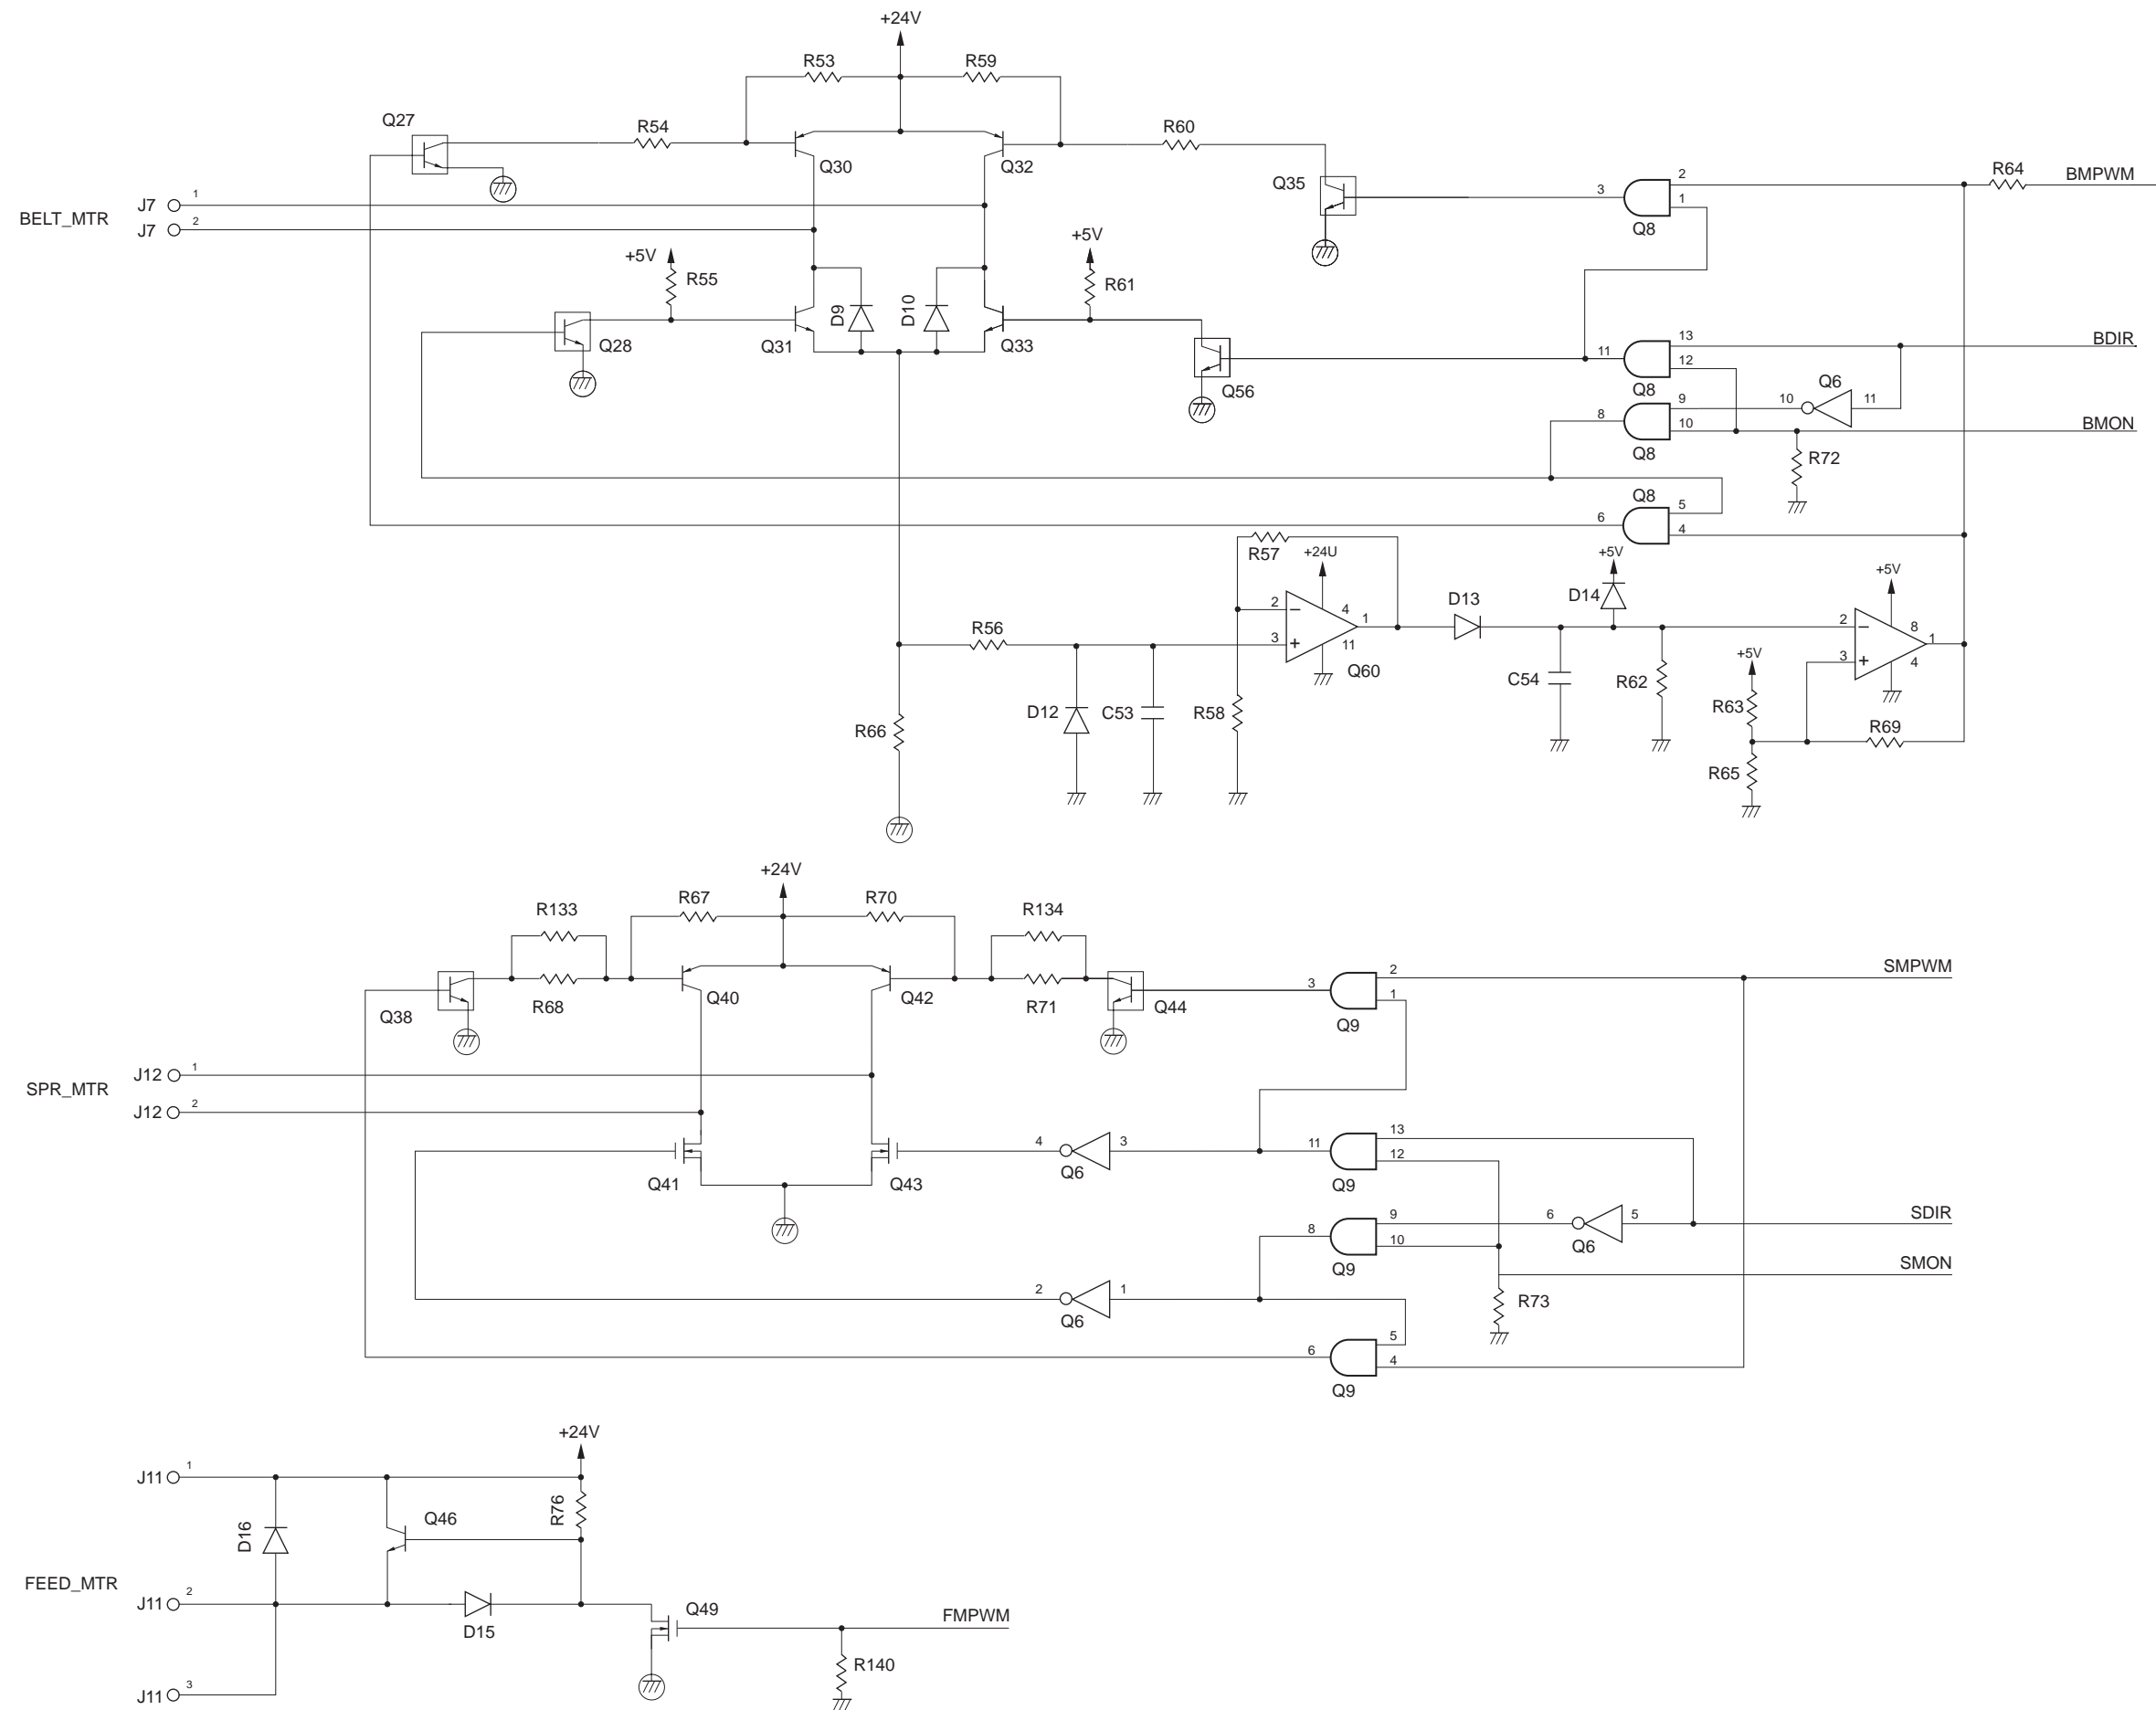 +24V
R53
R59
Q27
R54
R60
Q30
Q32
Q35
3
2
1
Q8
R64
BMPWM
BELT_MTR
J7
1
J7
2
+5V
R55
+5V
R61
Q28
Q31
D9
D10
Q33
Q56
11
13
12
Q8
BDIR
Q6
10
11
8
9
10
Q8
BMON
R72
Q8
6
5
4
R57
+24U
2
3
4
11
1
Q60
D13
+5V
D14
+5V
2
3
8
4
1
R56
D12
C53
R58
C54
R62
+5V
R63
R69
R65
R66
+24V
R133
R67
R70
R134
Q38
R68
Q40
Q42
R71
Q44
3
2
1
Q9
SMPWM
SPR_MTR
J12
1
J12
2
Q41
Q43
4
3
Q6
11
13
12
Q9
8
9
10
Q9
6
5
Q6
SDIR
SMON
R73
2
1
Q6
6
5
4
Q9
+24V
J11
1
D16
Q46
R76
FEED_MTR
J11
2
D15
Q49
FMPWM
R140
J11
3